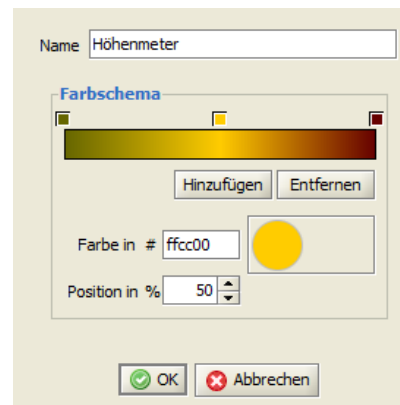 Name Höhenmeter
Farbschema
Hinzufügen Entfernen
Farbe in # ffcc00
Position in % 50
OK Abbrechen